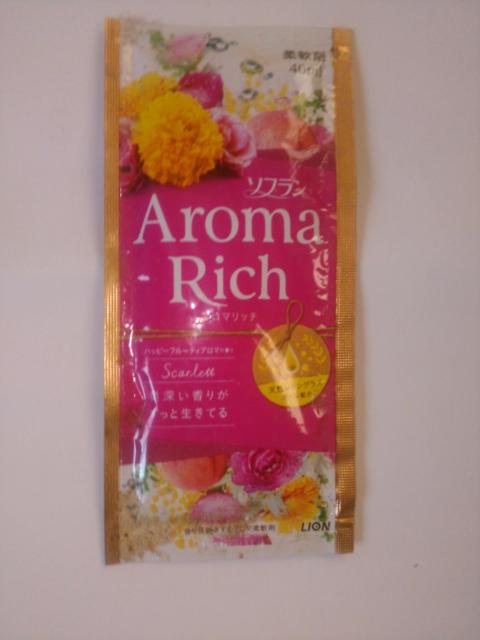 柔軟剤
40ml
ソフラン
Aroma
Rich
ロマリッチ
ハッピーフルーティアロマの香り
Scarlett
深い香りが
っと生きてる
天然
LION